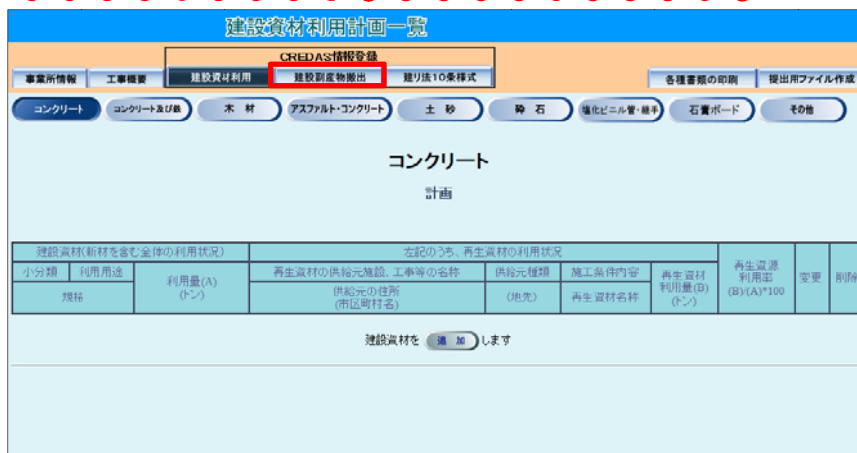 建設資材利用計画一覧
CREDAS情報登録
事業所情報 工事概要 建設資材利用 建設副産物搬出 建リ法10条様式 各種書類の印刷 提出用ファイル作成
コンクリート コンクリート及び鉄 木材 アスファルト・コンクリート 土砂 砕石 塩化ビニル管・継手 石膏ボード その他
コンクリート
計画
建設資材(新材を含む全体の利用状況) 左記のうち、再生資材の利用状況 再生資源利用率(B)/(A)*100 変更 削除
小分類 利用用途 利用量(A)(トン) 再生資材の供給元施設、工事等の名称 供給元種類 施工条件内容 再生資材利用量(B)(トン)
規格 供給元の住所(市区町村名) (地先) 再生資材名称
建設資材を 追加 します